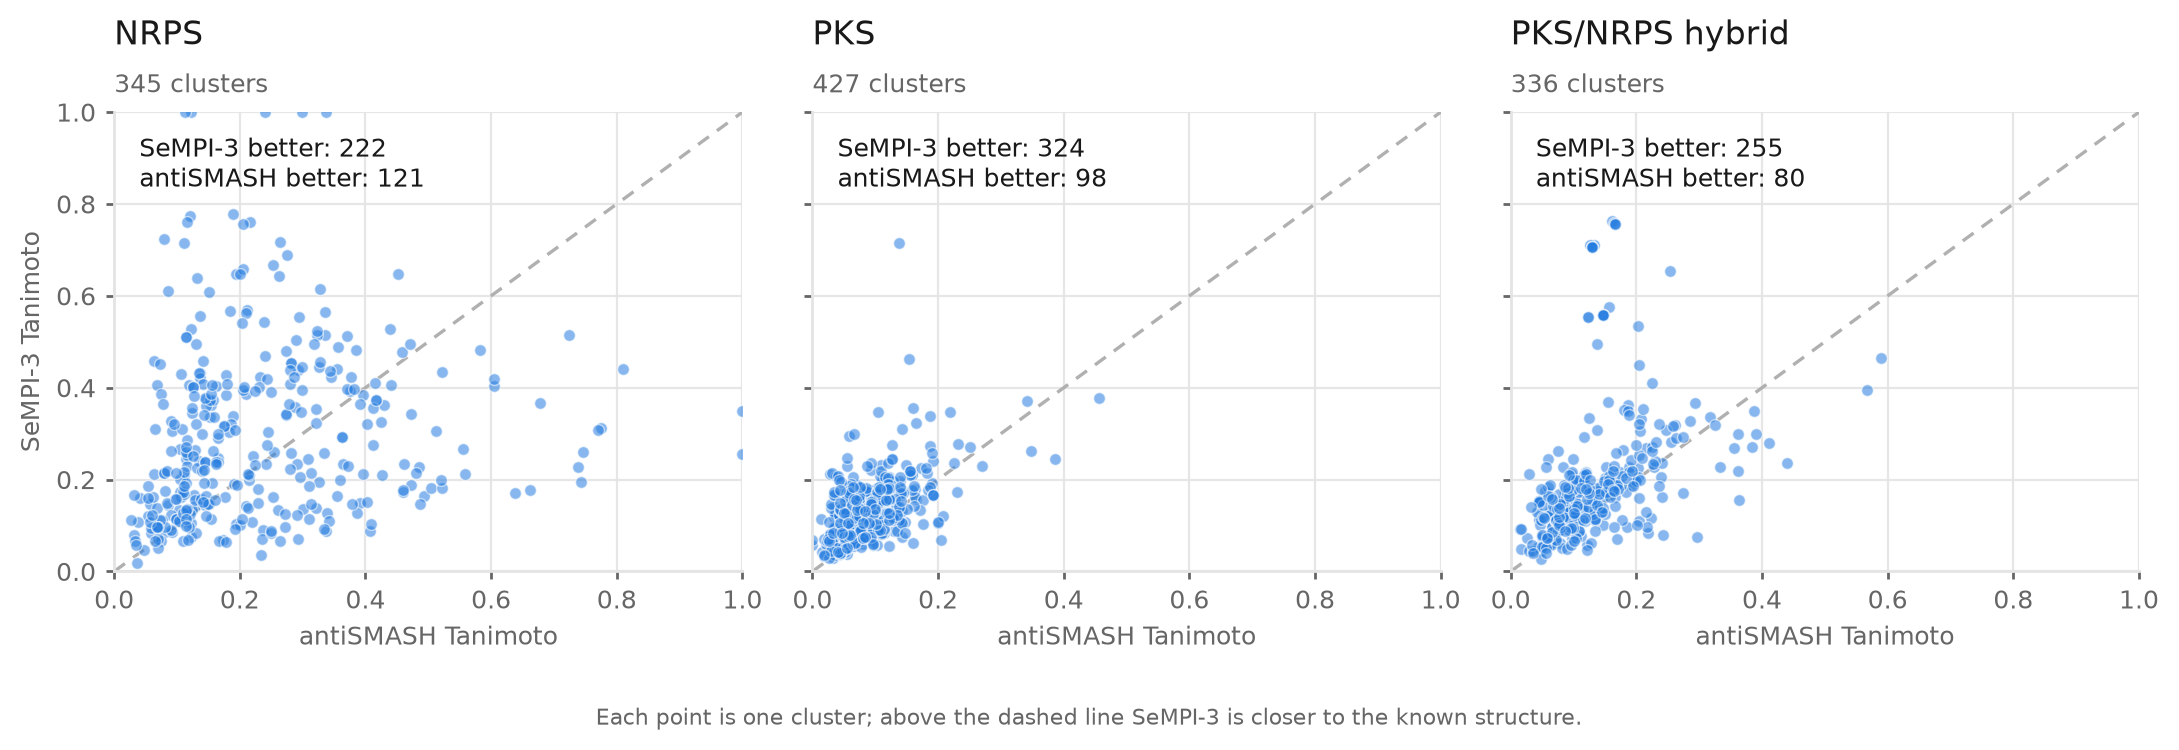 NRPS
345 clusters
SeMPI-3 better: 222
antiSMASH better: 121
SeMPI-3 Tanimoto
1.0
0.8
0.6
0.4
0.2
0.0
0.0 0.2 0.4 0.6 0.8 1.0
antiSMASH Tanimoto
PKS
427 clusters
SeMPI-3 better: 324
antiSMASH better: 98
0.0 0.2 0.4 0.6 0.8 1.0
antiSMASH Tanimoto
PKS/NRPS hybrid
336 clusters
SeMPI-3 better: 255
antiSMASH better: 80
0.0 0.2 0.4 0.6 0.8 1.0
antiSMASH Tanimoto
Each point is one cluster; above the dashed line SeMPI-3 is closer to the known structure.